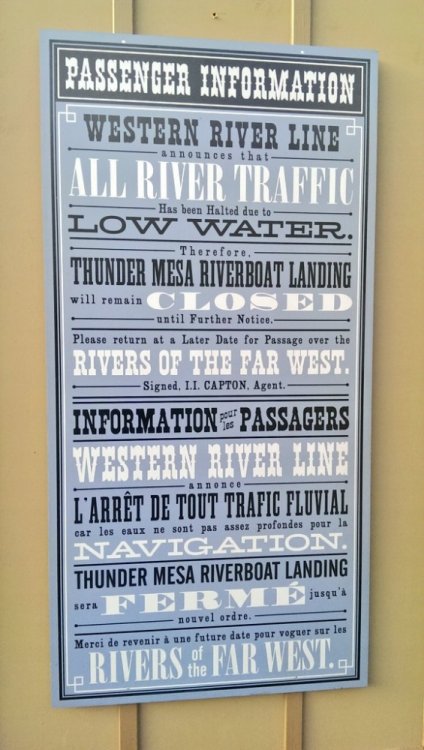 PASSENGER INFORMATION
WESTERN RIVER LINE
announces that
ALL RIVER TRAFFIC
Has been Halted due to
LOW WATER.
Therefore,
THUNDER MESA RIVERBOAT LANDING
will remain CLOSED
until Further Notice.
Please return at a Later Date for Passage over the
RIVERS OF THE FAR WEST.
Signed, I.I. CAPTON, Agent.
INFORMATION pour les PASSAGERS
WESTERN RIVER LINE
annonce
L'ARRÊT DE TOUT TRAFIC FLUVIAL
car les eaux ne sont pas assez profondes pour la
NAVIGATION.
THUNDER MESA RIVERBOAT LANDING
sera FERMÉ jusqu'à
nouvel ordre.
Merci de revenir à une future date pour voguer sur les
RIVERS of the FAR WEST.